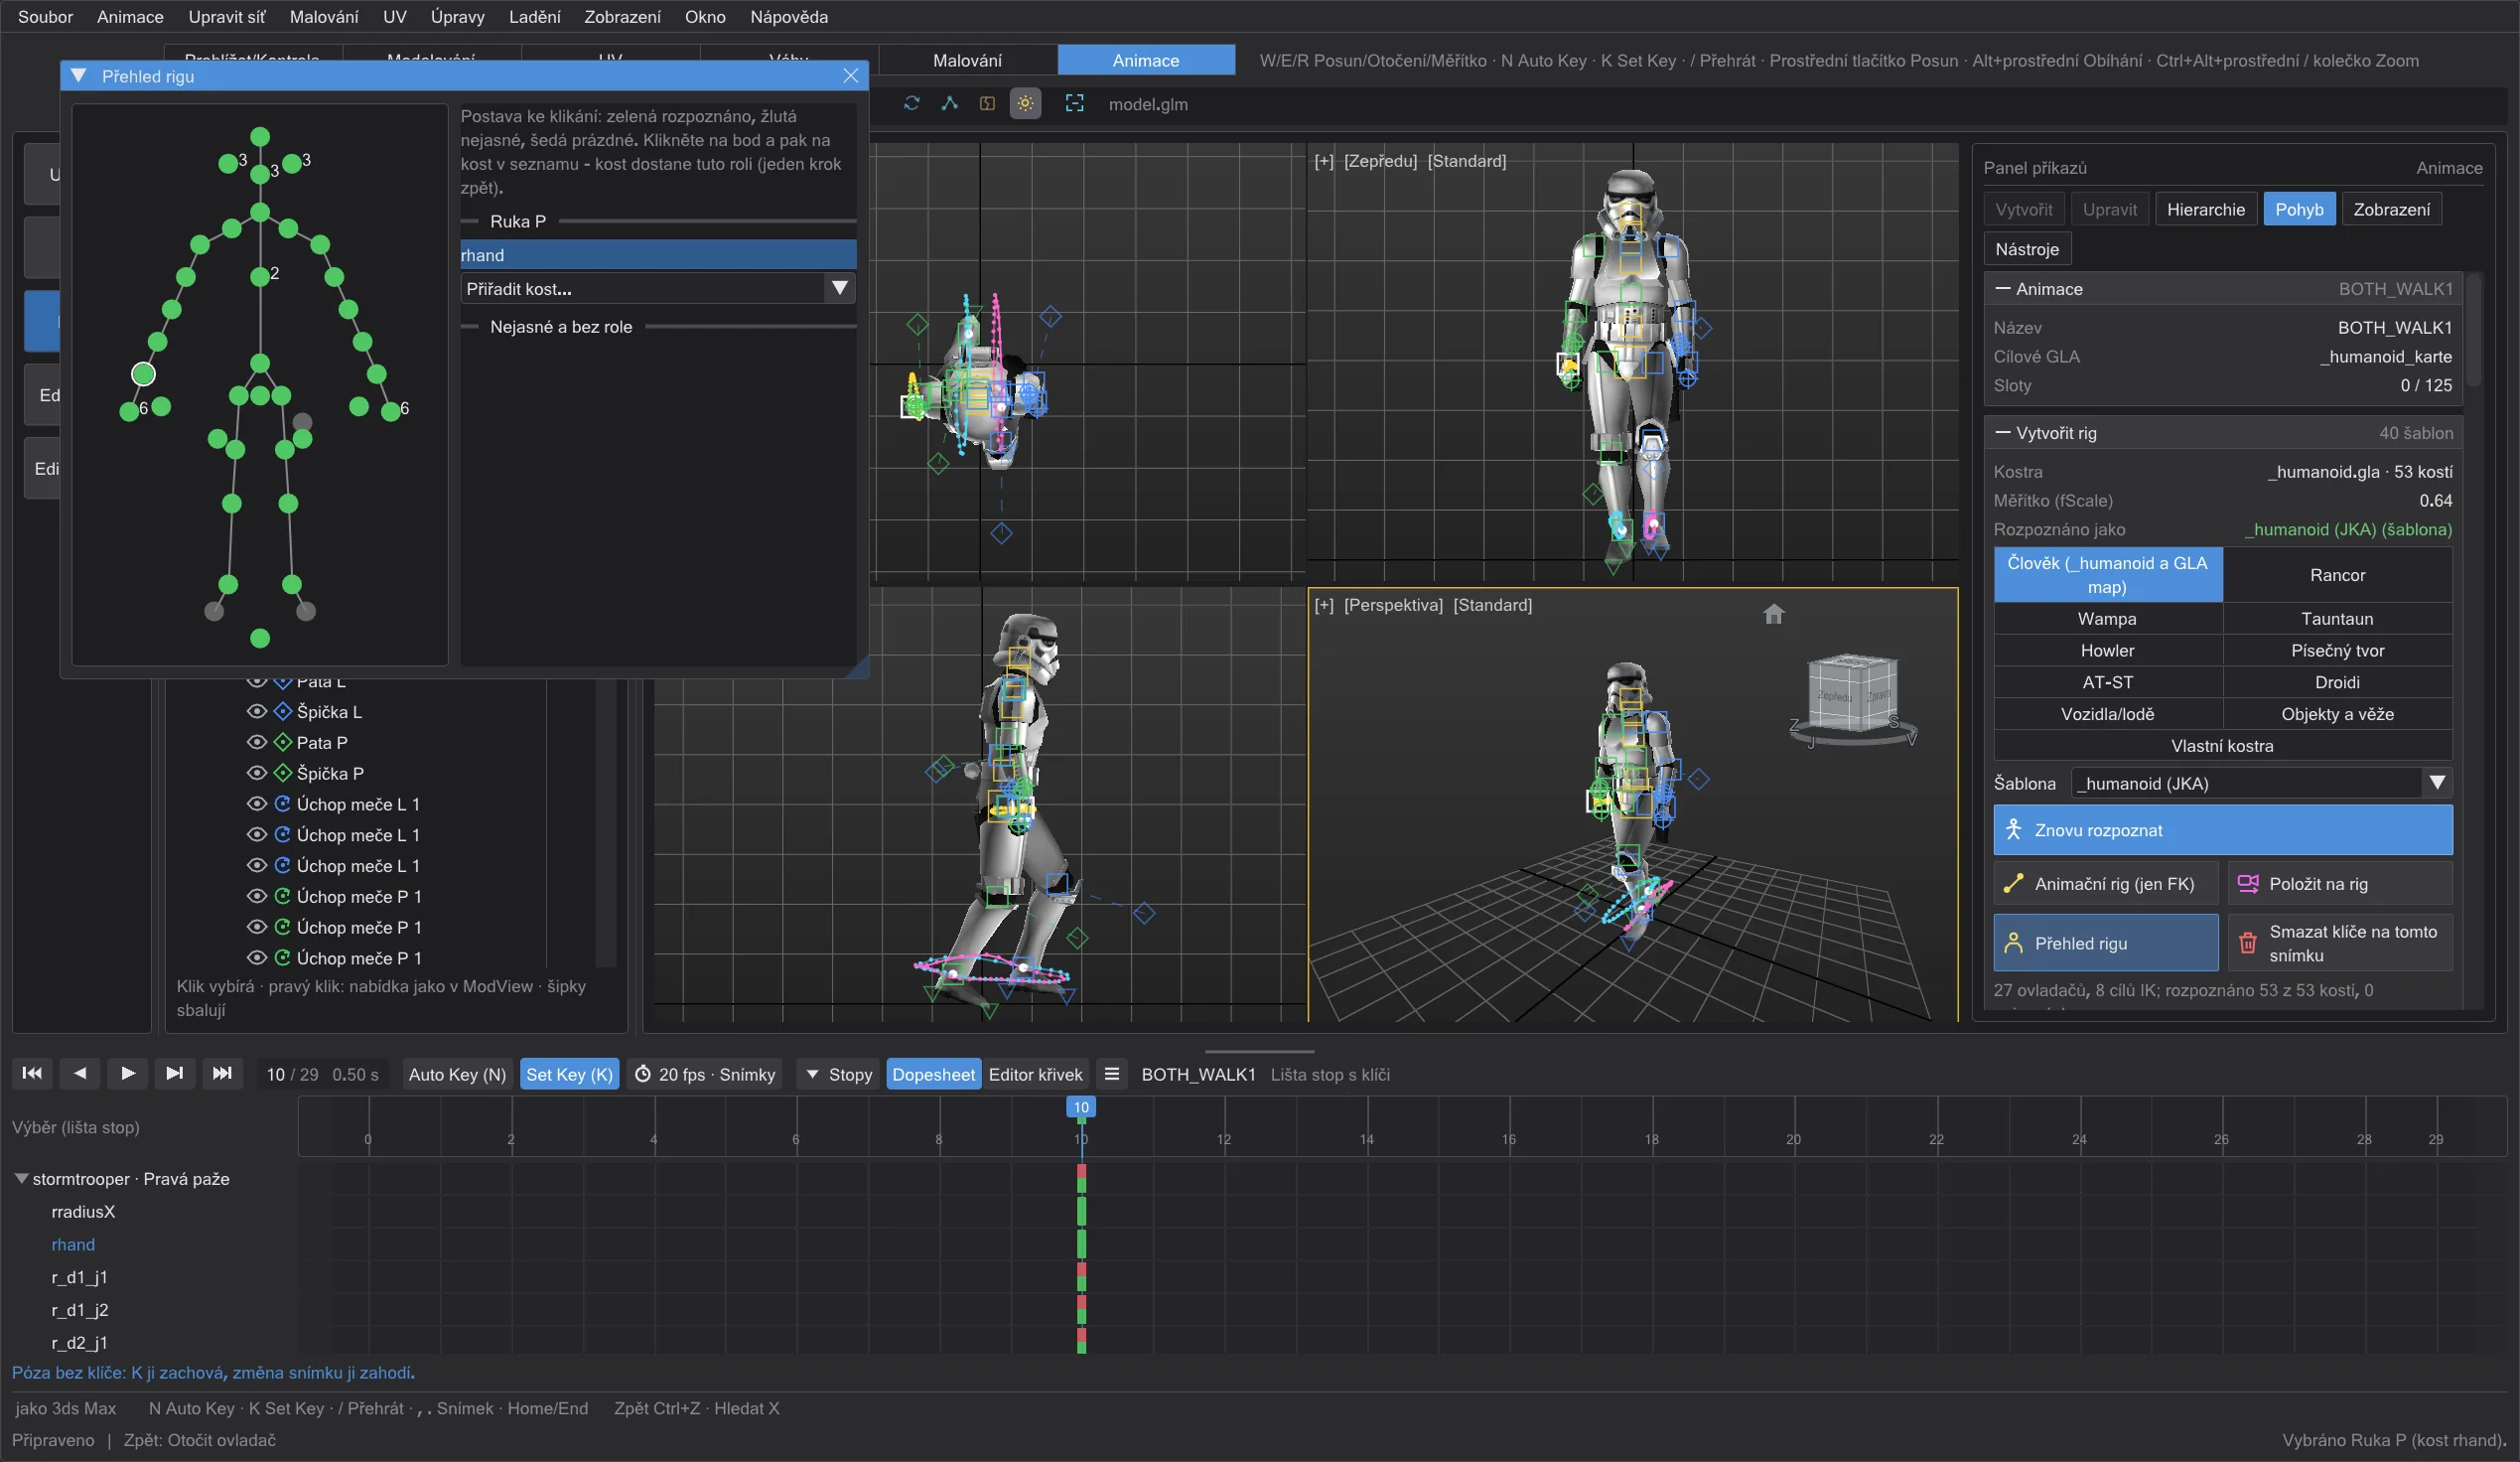 Soubor Animace Upravit síť Malování UV Úpravy Ladění Zobrazení Okno Nápověda
Malování Animace W/E/R Posun/Otočení/Měřítko · N Auto Key · K Set Key · / Přehrát · Prostřední tlačítko Posun · Alt+prostřední Obíhání · Ctrl+Alt+prostřední / kolečko Zoom
Přehled rigu
model.glm
3 3
3
2
6 6
Postava ke klikání: zelená rozpoznáno, žlutá
nejasné, šedá prázdné. Klikněte na bod a pak na
kost v seznamu - kost dostane tuto roli (jeden krok
zpět).
Ruka P
rhand
Přiřadit kost...
Nejasné a bez role
U
Ed
Edi
[+] [Zepředu] [Standard]
[+] [Perspektiva] [Standard]
Zepředu
Z J S V
Pata L
Špička L
Pata P
Špička P
Úchop meče L 1
Úchop meče L 1
Úchop meče L 1
Úchop meče P 1
Úchop meče P 1
Úchop meče P 1
Klik vybírá · pravý klik: nabídka jako v ModView · šipky
sbalují
Panel příkazů Animace
Vytvořit Upravit Hierarchie Pohyb Zobrazení
Nástroje
Animace BOTH_WALK1
Název BOTH_WALK1
Cílové GLA _humanoid_karte
Sloty 0 / 125
Vytvořit rig 40 šablon
Kostra _humanoid.gla · 53 kostí
Měřítko (fScale) 0.64
Rozpoznáno jako _humanoid (JKA) (šablona)
Člověk (_humanoid a GLA
map) Rancor
Wampa Tauntaun
Howler Písečný tvor
AT-ST Droidi
Vozidla/lodě Objekty a věže
Vlastní kostra
Šablona _humanoid (JKA)
Znovu rozpoznat
Animační rig (jen FK) Položit na rig
Přehled rigu Smazat klíče na tomto
snímku
27 ovladačů, 8 cílů IK; rozpoznáno 53 z 53 kostí, 0
10 / 29 0.50 s Auto Key (N) Set Key (K) 20 fps · Snímky Stopy Dopesheet Editor křivek BOTH_WALK1 Lišta stop s klíči
10
Výběr (lišta stop)
0 2 4 6 8 10 12 14 16 18 20 22 24 26 28 29
stormtrooper · Pravá paže
rradiusX
rhand
r_d1_j1
r_d1_j2
r_d2_j1
Póza bez klíče: K ji zachová, změna snímku ji zahodí.
jako 3ds Max N Auto Key · K Set Key · / Přehrát · , . Snímek · Home/End Zpět Ctrl+Z · Hledat X
Připraveno | Zpět: Otočit ovladač
Vybráno Ruka P (kost rhand).